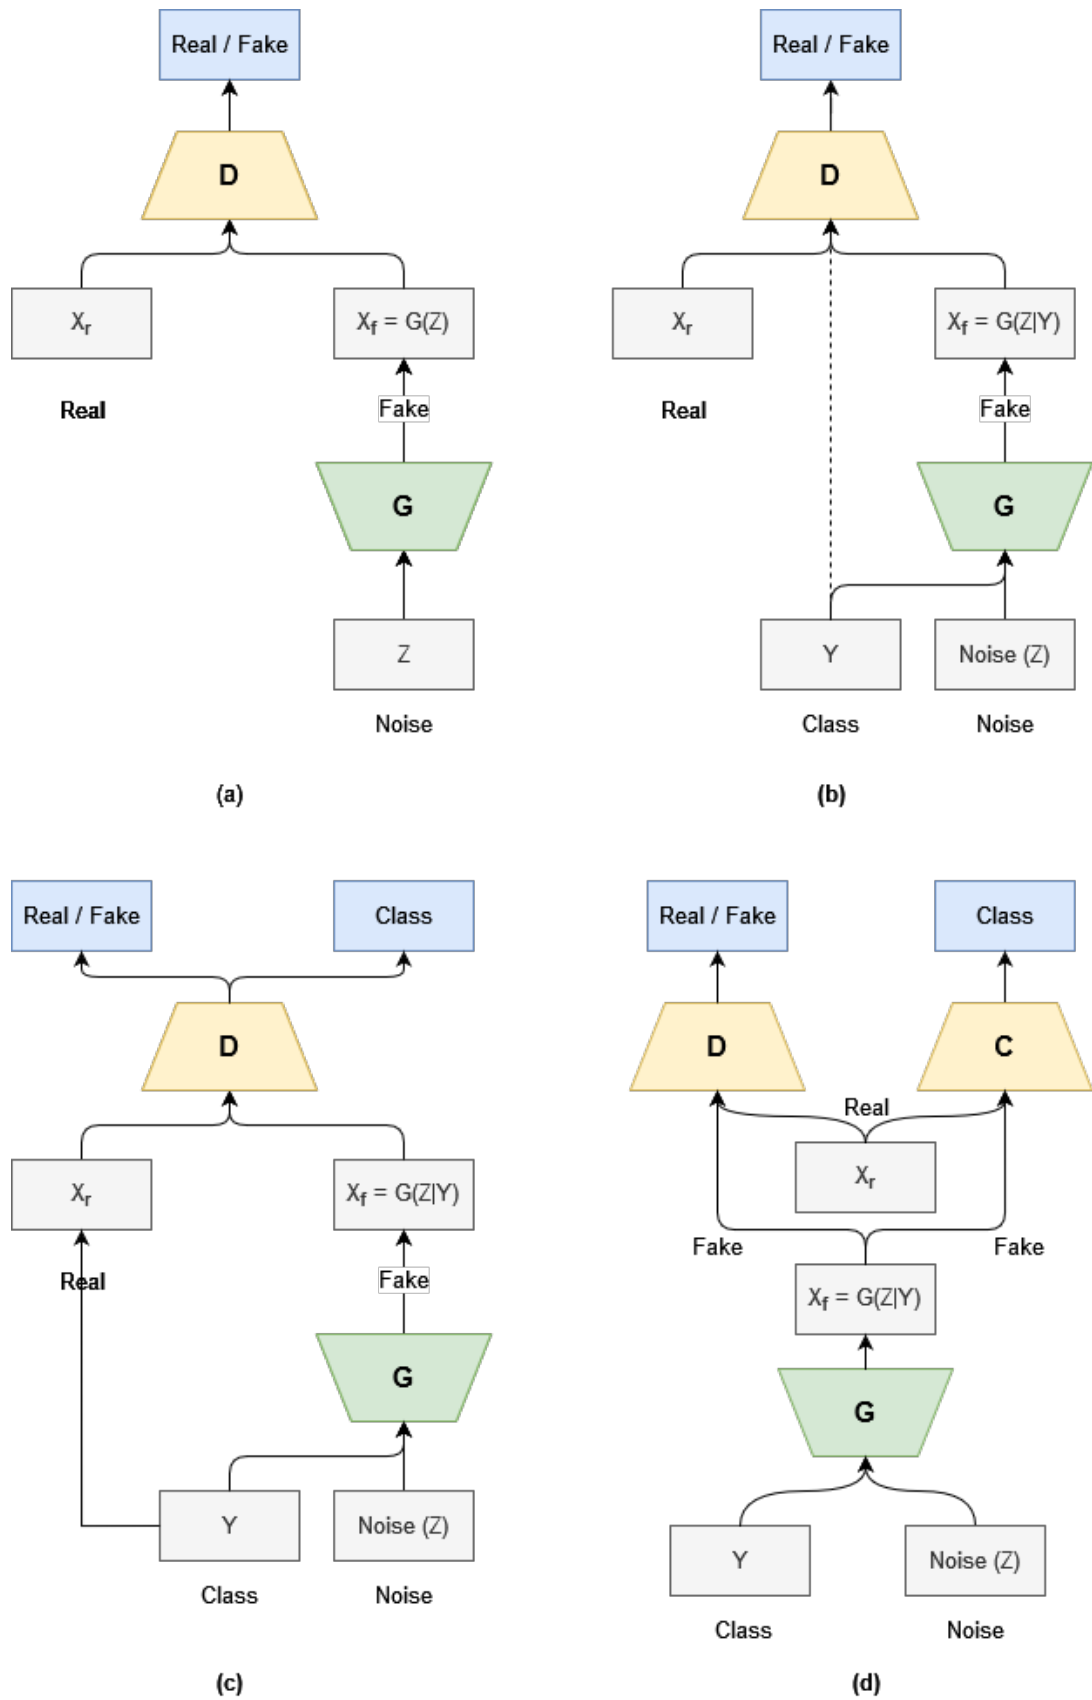 Real / Fake
D
Xr
Xf = G(Z)
Real
Fake
G
Z
Noise
(a)
Real / Fake
D
Xr
Xf = G(Z|Y)
Real
Fake
G
Y
Noise (Z)
Class
Noise
(b)
Real / Fake
Class
D
Xr
Xf = G(Z|Y)
Real
Fake
G
Y
Noise (Z)
Class
Noise
(c)
Real / Fake
Class
D
C
Real
Xr
Fake
Fake
Xf = G(Z|Y)
G
Y
Noise (Z)
Class
Noise
(d)